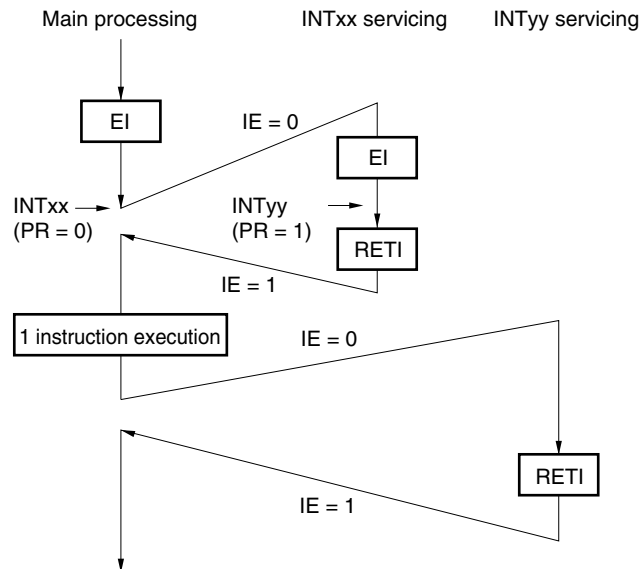 Main processing
INTxx servicing
INTyy servicing
EI
IE = 0
EI
INTxx
(PR = 0)
INTyy
(PR = 1)
RETI
IE = 1
1 instruction execution
IE = 0
RETI
IE = 1